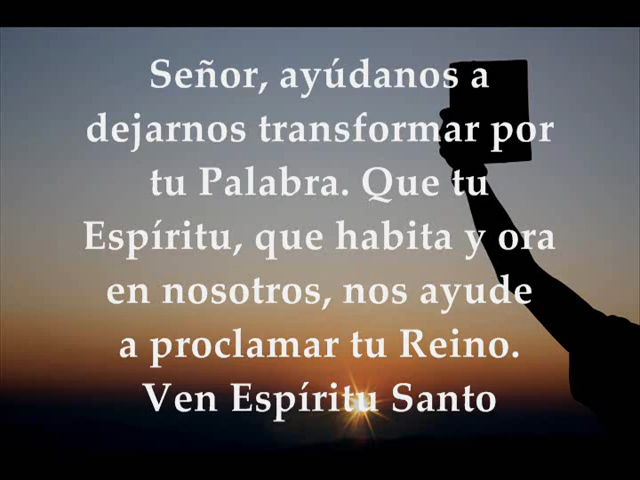 Señor, ayúdanos a
dejarnos transformar por
tu Palabra. Que tu
Espíritu, que habita y ora
en nosotros, nos ayude
a proclamar tu Reino.
Ven Espíritu Santo